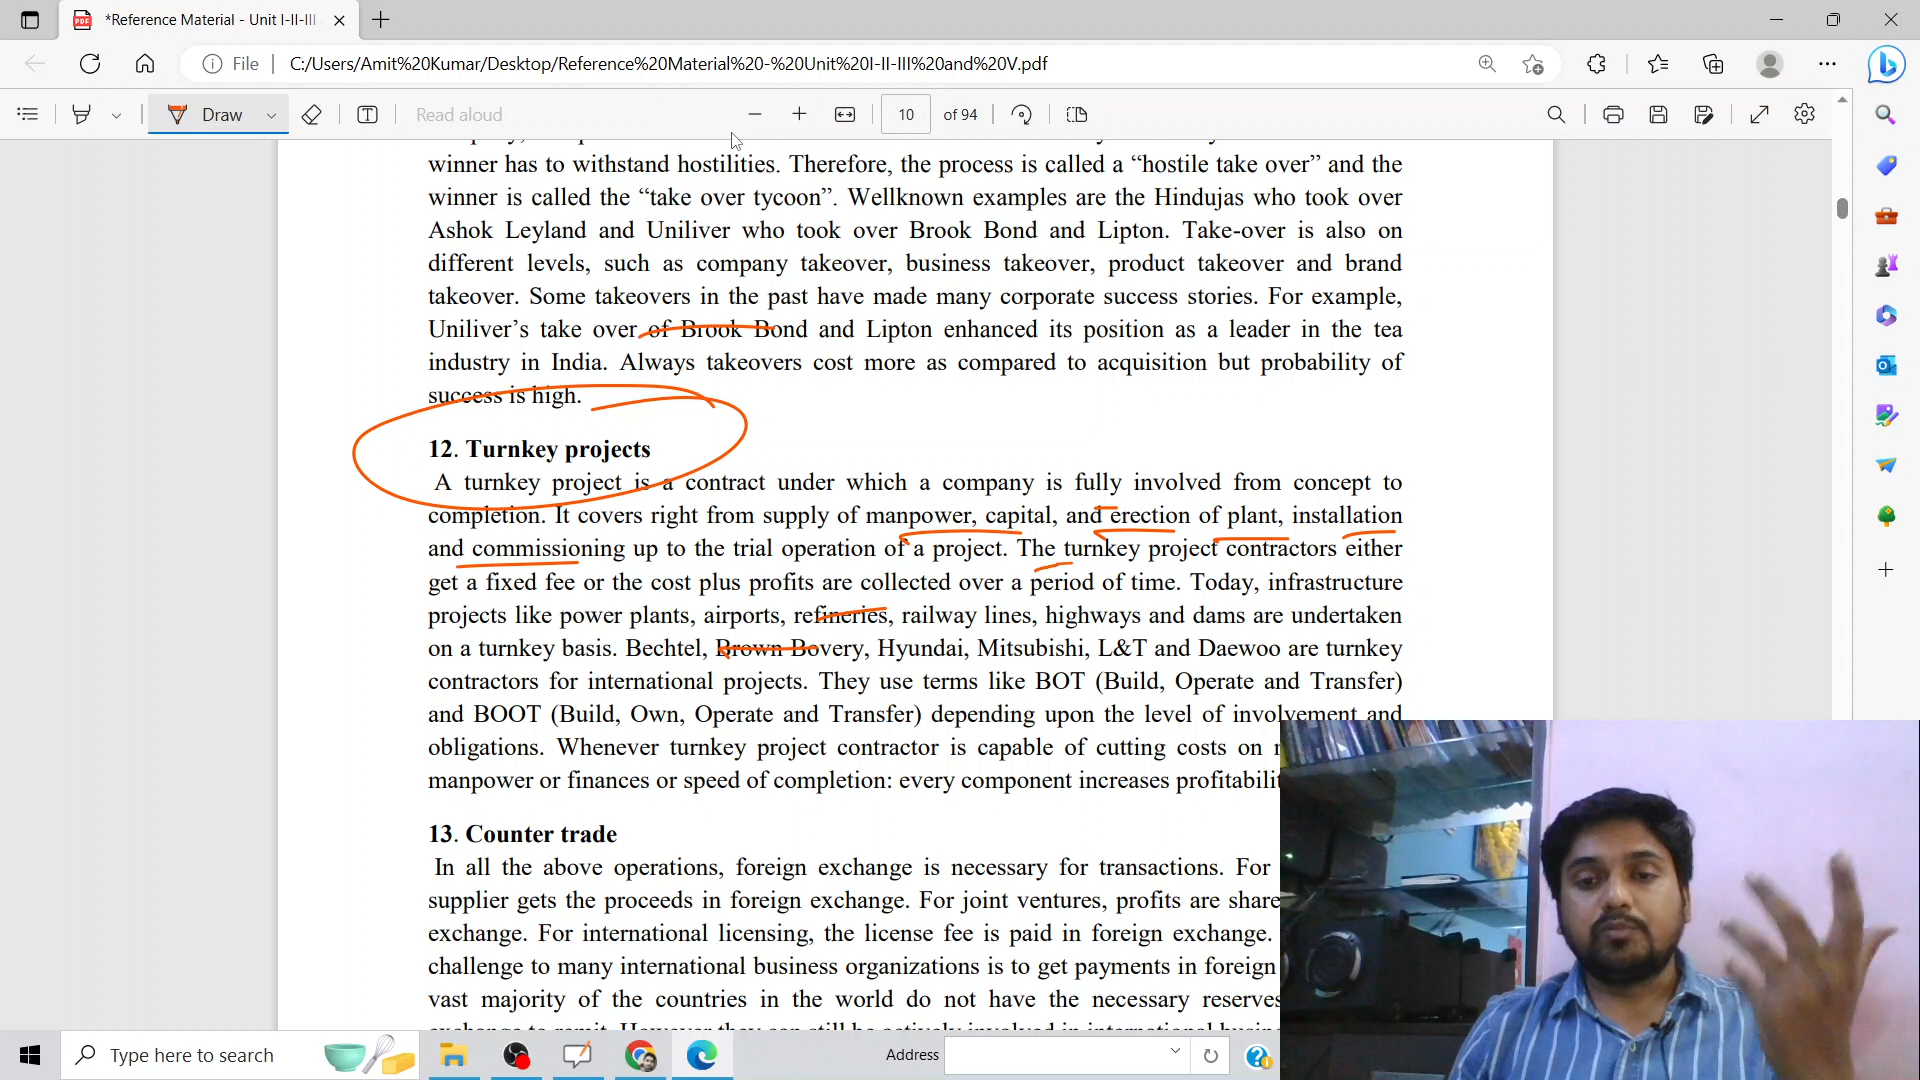 *Reference Material - Unit I-II-III
File
C:/Users/Amit%20Kumar/Desktop/Reference%20Material%20-%20Unit%20I-II-III%20and%20V.pdf
Draw
Read aloud
10 of 94
winner has to withstand hostilities. Therefore, the process is called a “hostile take over” and the
winner is called the “take over tycoon”. Wellknown examples are the Hindujas who took over
Ashok Leyland and Uniliver who took over Brook Bond and Lipton. Take-over is also on
different levels, such as company takeover, business takeover, product takeover and brand
takeover. Some takeovers in the past have made many corporate success stories. For example,
Uniliver’s take over of Brook Bond and Lipton enhanced its position as a leader in the tea
industry in India. Always takeovers cost more as compared to acquisition but probability of
success is high.
12. Turnkey projects
A turnkey project is a contract under which a company is fully involved from concept to
completion. It covers right from supply of manpower, capital, and erection of plant, installation
and commissioning up to the trial operation of a project. The turnkey project contractors either
get a fixed fee or the cost plus profits are collected over a period of time. Today, infrastructure
projects like power plants, airports, refineries, railway lines, highways and dams are undertaken
on a turnkey basis. Bechtel, Brown Bovery, Hyundai, Mitsubishi, L&T and Daewoo are turnkey
contractors for international projects. They use terms like BOT (Build, Operate and Transfer)
and BOOT (Build, Own, Operate and Transfer) depending upon the level of involvement and
obligations. Whenever turnkey project contractor is capable of cutting costs on
manpower or finances or speed of completion: every component increases
13. Counter trade
In all the above operations, foreign exchange is necessary for transactions. For
supplier gets the proceeds in foreign exchange. For joint ventures, profits are
exchange. For international licensing, the license fee is paid in foreign exchange.
challenge to many international business organizations is to get payments in foreign
vast majority of the countries in the world do not have the necessary reserves
Type here to search
Address